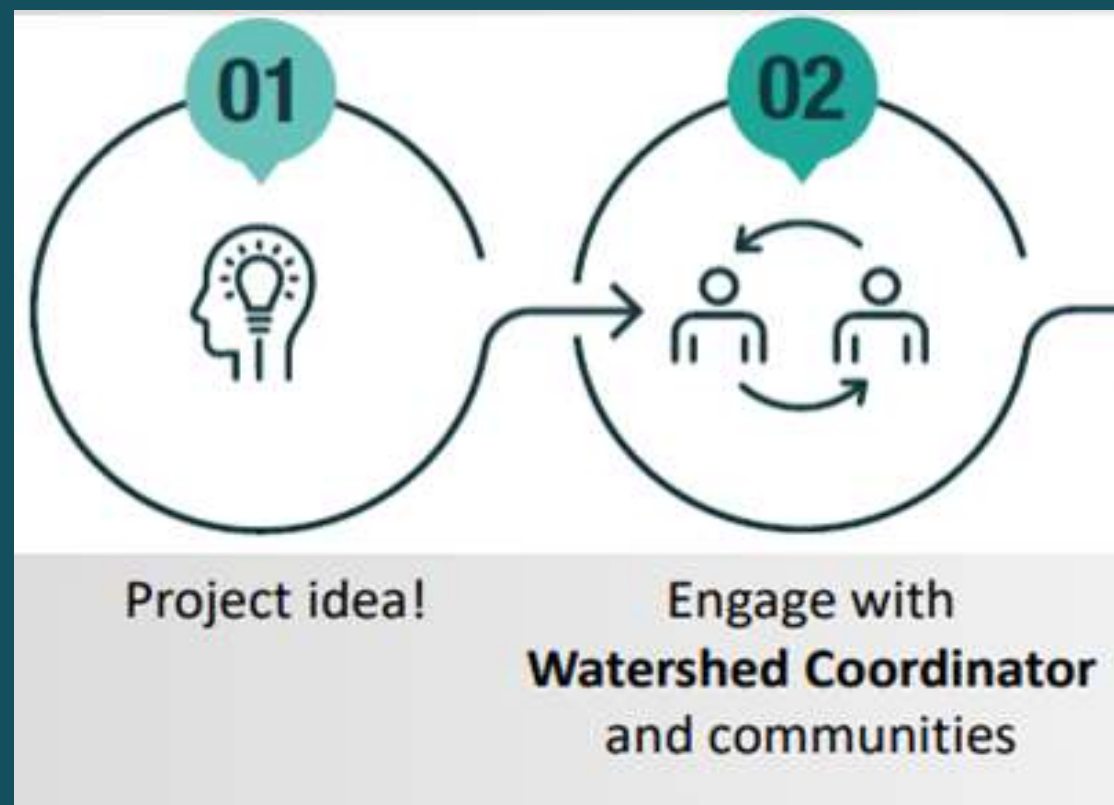 01
02
Project idea!
Engage with
Watershed Coordinator
and communities